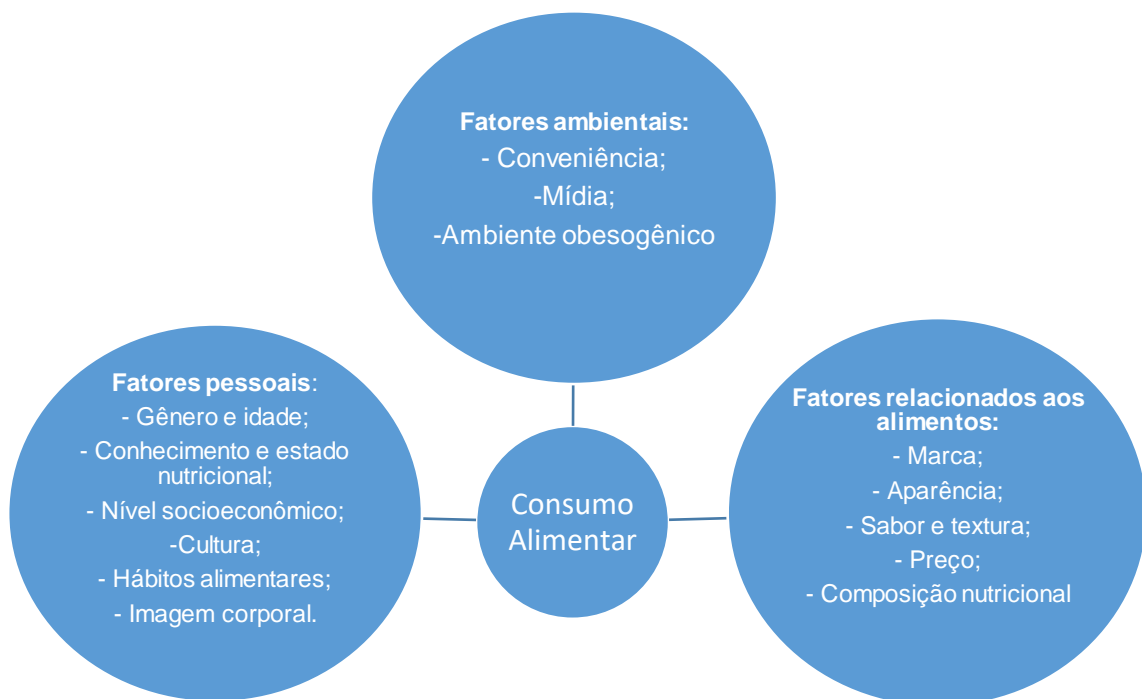 Fatores ambientais:
- Conveniência;
-Mídia;
-Ambiente obesogênico
Fatores pessoais:
- Gênero e idade;
- Conhecimento e estado
nutricional;
- Nível socioeconômico;
-Cultura;
- Hábitos alimentares;
- Imagem corporal.
Consumo
Alimentar
Fatores relacionados aos
alimentos:
- Marca;
- Aparência;
- Sabor e textura;
- Preço;
- Composição nutricional